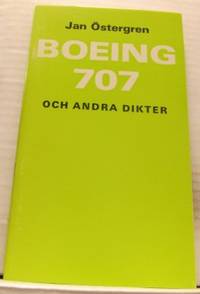 Jan Östergren
BOEING
707
OCH ANDRA DIKTER